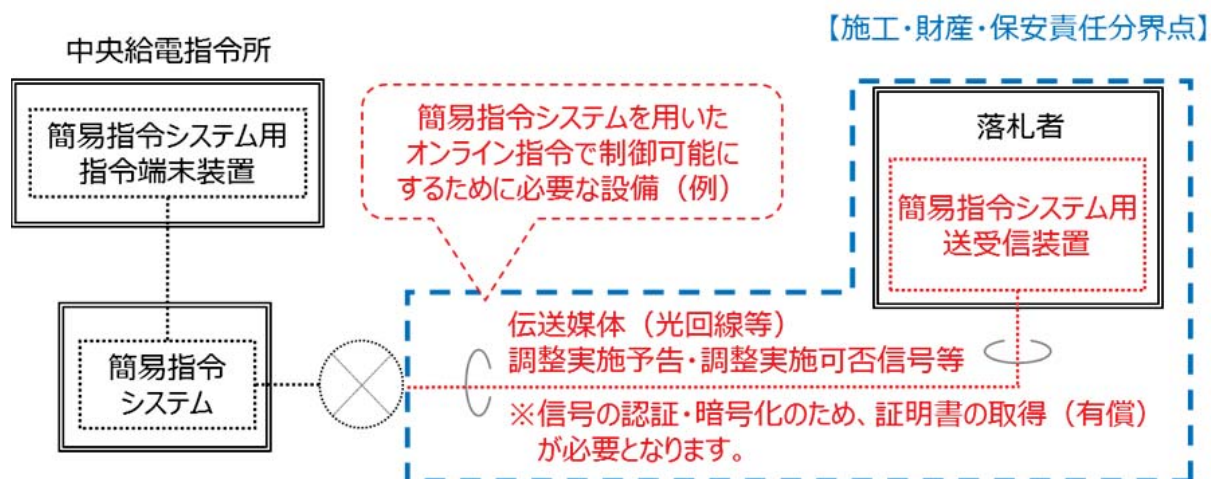 【施工・財産・保安責任分界点】
中央給電指令所
簡易指令システム用
指令端末装置
簡易指令システムを用いた
オンライン指令で制御可能に
するために必要な設備（例）
落札者
簡易指令システム用
送受信装置
簡易指令
システム
伝送媒体（光回線等）
調整実施予告・調整実施可否信号等
※信号の認証・暗号化のため、証明書の取得（有償）
が必要となります。